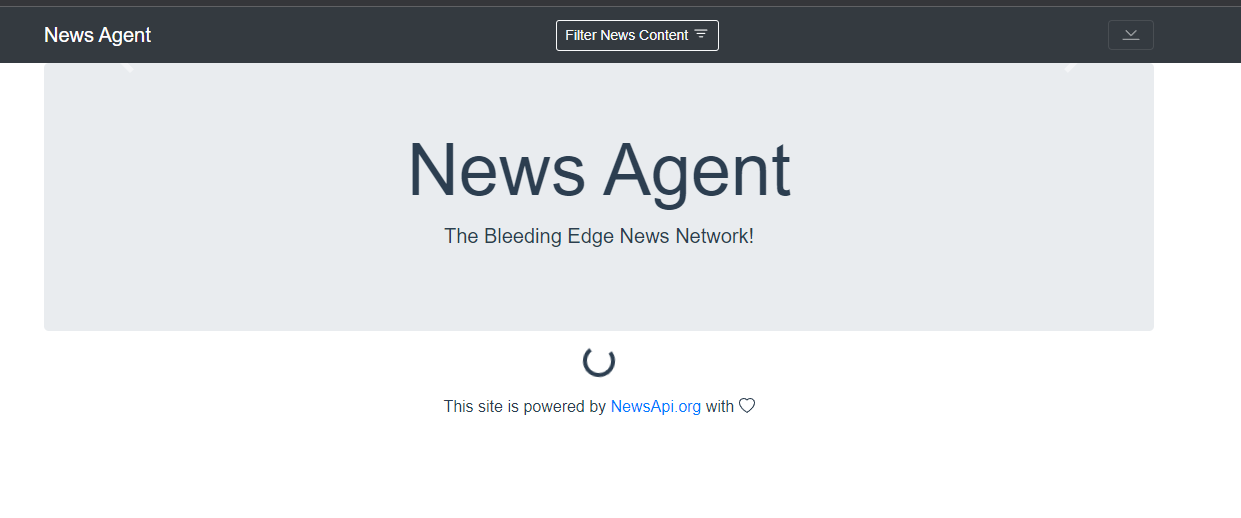 News Agent
Filter News Content
News Agent
The Bleeding Edge News Network!
This site is powered by NewsApi.org with